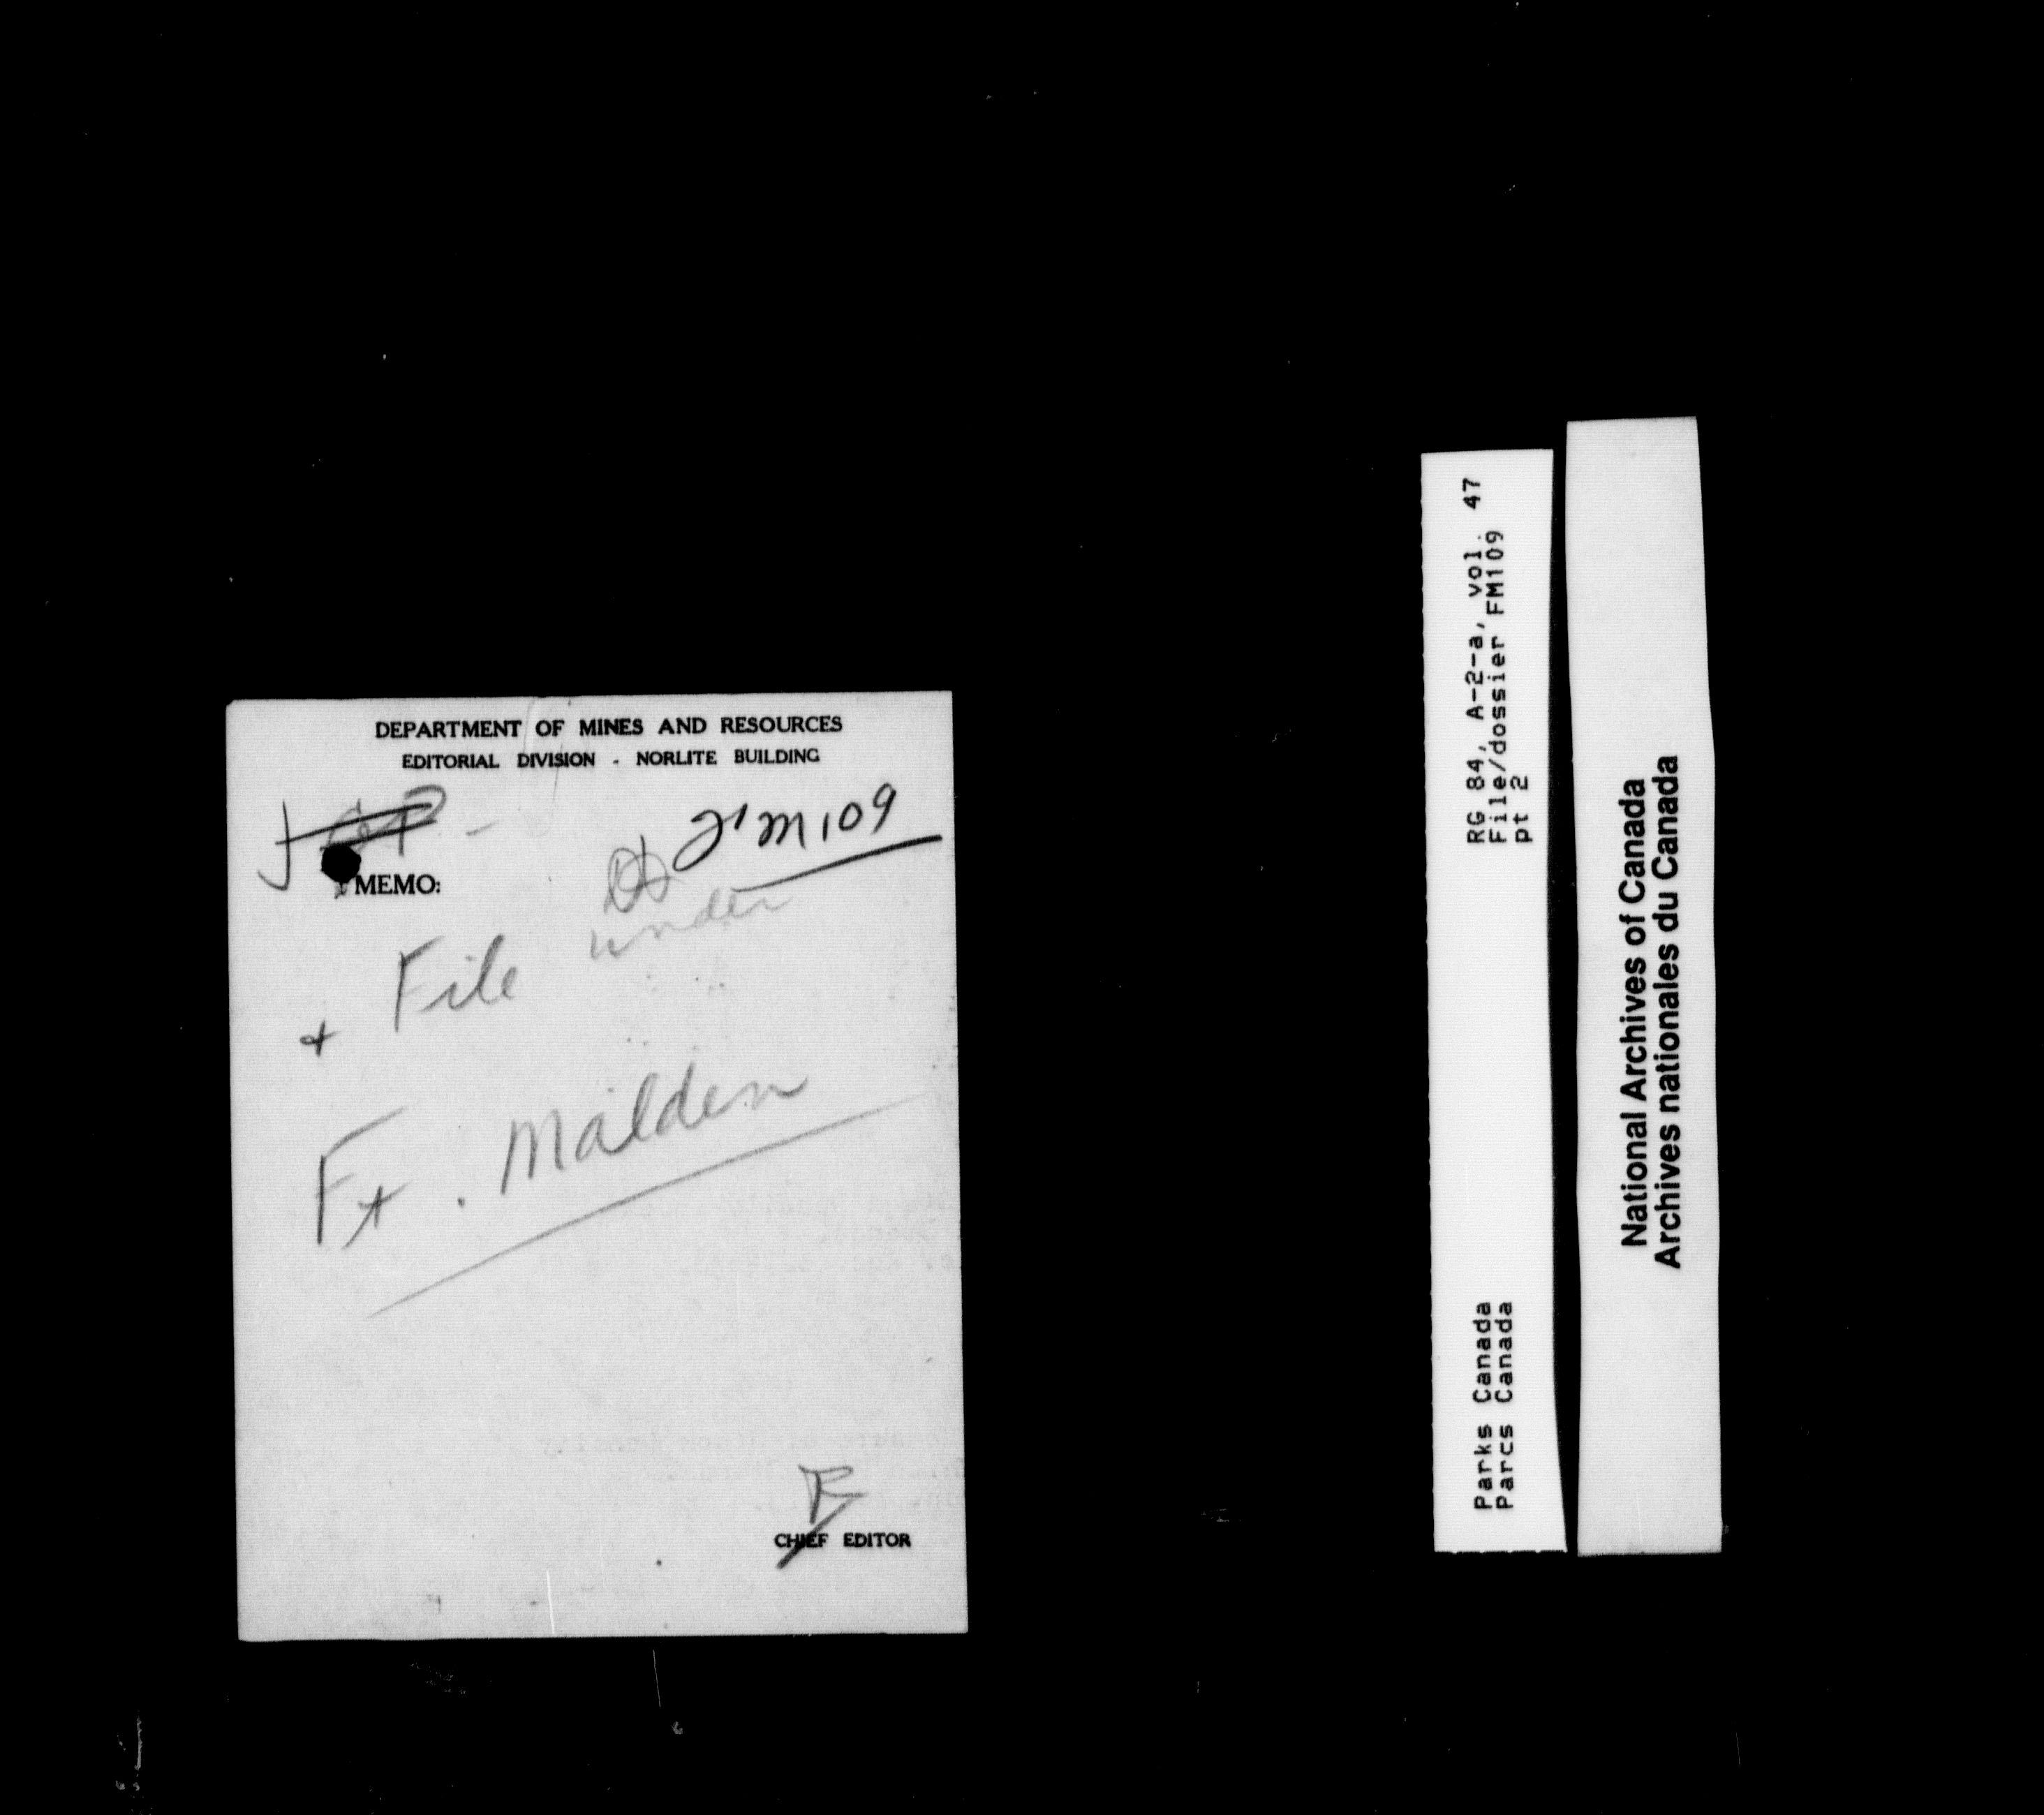 DEPARTMENT OF MINES AND RESOURCES
EDITORIAL DIVISION - NORLITE BUILDING
FM109
MEMO:
File under
Ft. Malden
CHIEF EDITOR
RG 84, A-2-a, vol. 47
File/dossier FM109
pt 2
Parks Canada
Parcs Canada
National Archives of Canada
Archives nationales du Canada